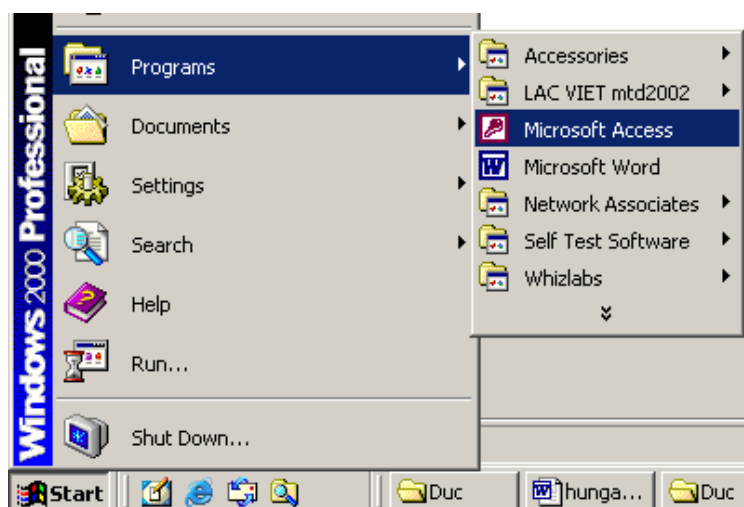 Windows 2000 Professional
Programs
Documents
Settings
Search
Help
Run...
Shut Down...
Accessories
LAC VIET mtd2002
Microsoft Access
Microsoft Word
Network Associates
Self Test Software
Whizlabs
Start
Duc
hunga...
Duc